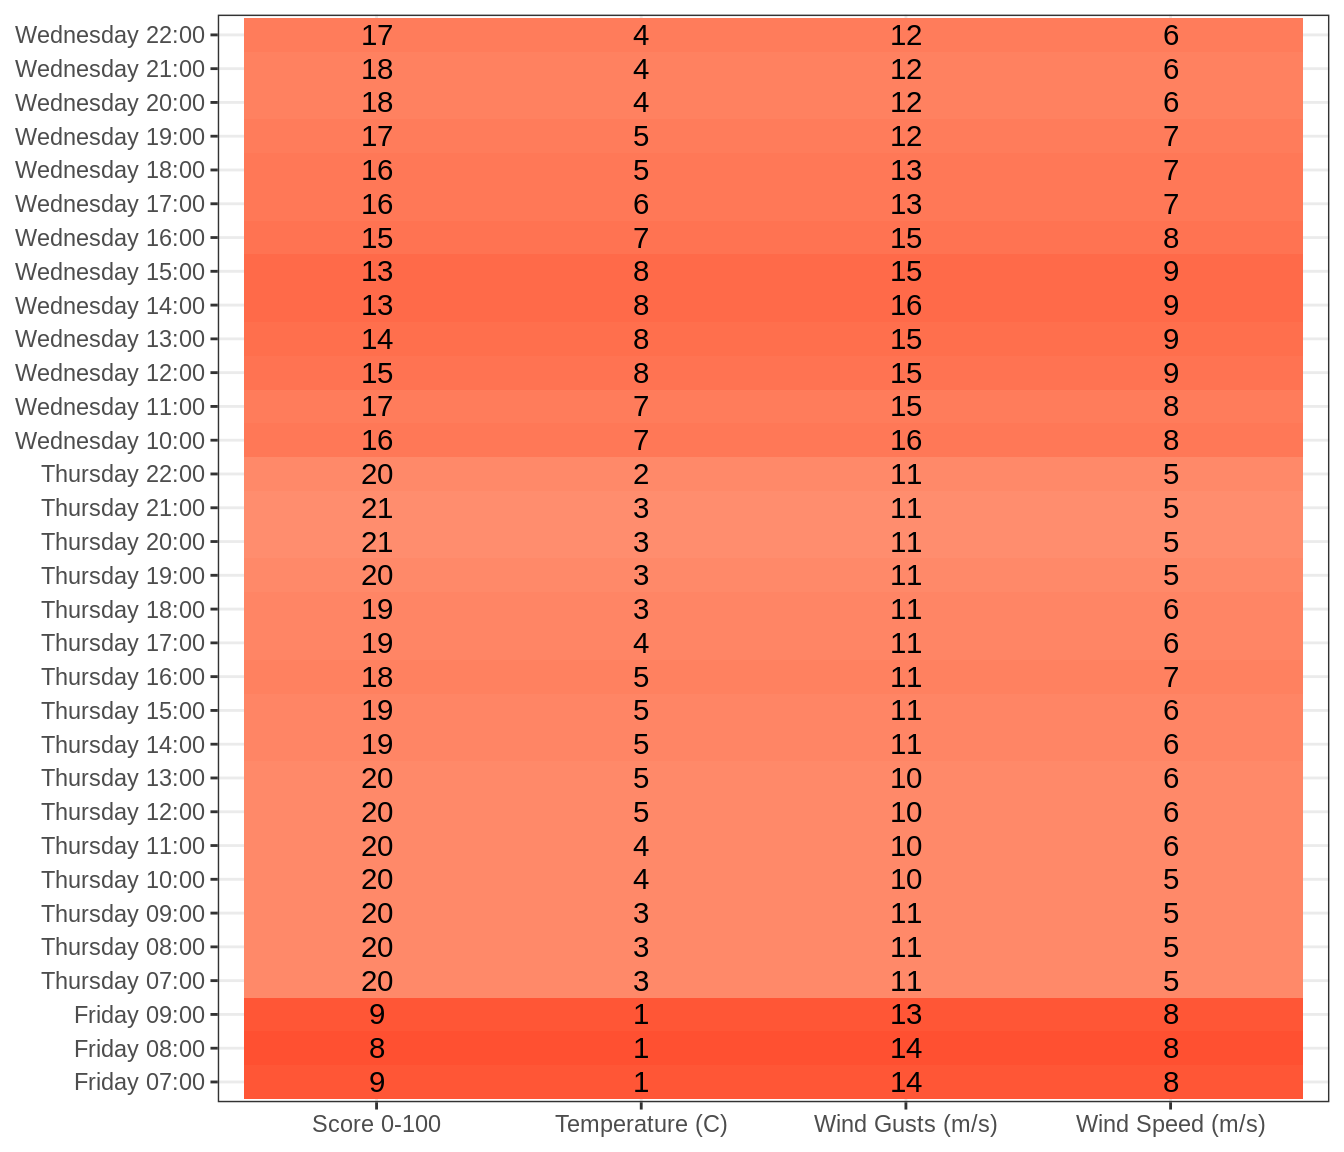 Wednesday 22:00 17 4 12 6
Wednesday 21:00 18 4 12 6
Wednesday 20:00 18 4 12 6
Wednesday 19:00 17 5 12 7
Wednesday 18:00 16 5 13 7
Wednesday 17:00 16 6 13 7
Wednesday 16:00 15 7 15 8
Wednesday 15:00 13 8 15 9
Wednesday 14:00 13 8 16 9
Wednesday 13:00 14 8 15 9
Wednesday 12:00 15 8 15 9
Wednesday 11:00 17 7 15 8
Wednesday 10:00 16 7 16 8
Thursday 22:00 20 2 11 5
Thursday 21:00 21 3 11 5
Thursday 20:00 21 3 11 5
Thursday 19:00 20 3 11 5
Thursday 18:00 19 3 11 6
Thursday 17:00 19 4 11 6
Thursday 16:00 18 5 11 7
Thursday 15:00 19 5 11 6
Thursday 14:00 19 5 11 6
Thursday 13:00 20 5 10 6
Thursday 12:00 20 5 10 6
Thursday 11:00 20 4 10 6
Thursday 10:00 20 4 10 5
Thursday 09:00 20 3 11 5
Thursday 08:00 20 3 11 5
Thursday 07:00 20 3 11 5
Friday 09:00 9 1 13 8
Friday 08:00 8 1 14 8
Friday 07:00 9 1 14 8
Score 0-100 Temperature (C) Wind Gusts (m/s) Wind Speed (m/s)